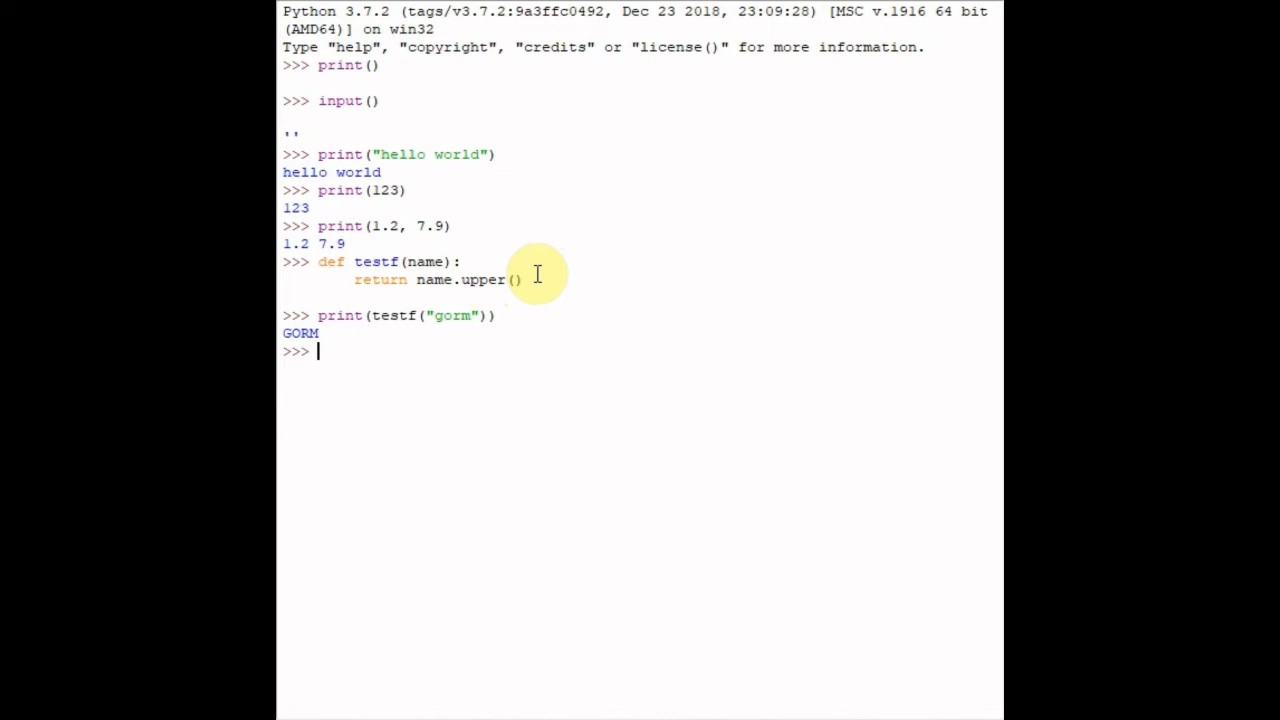 Python 3.7.2 (tags/v3.7.2:9a3ffc0492, Dec 23 2018, 23:09:28) [MSC v.1916 64 bit
(AMD64)] on win32
Type "help", "copyright", "credits" or "license()" for more information.
>>> print()
>>> input()
''
>>> print("hello world")
hello world
>>> print(123)
123
>>> print(1.2, 7.9)
1.2 7.9
>>> def testf(name):
        return name.upper()
>>> print(testf("gorm"))
GORM
>>>